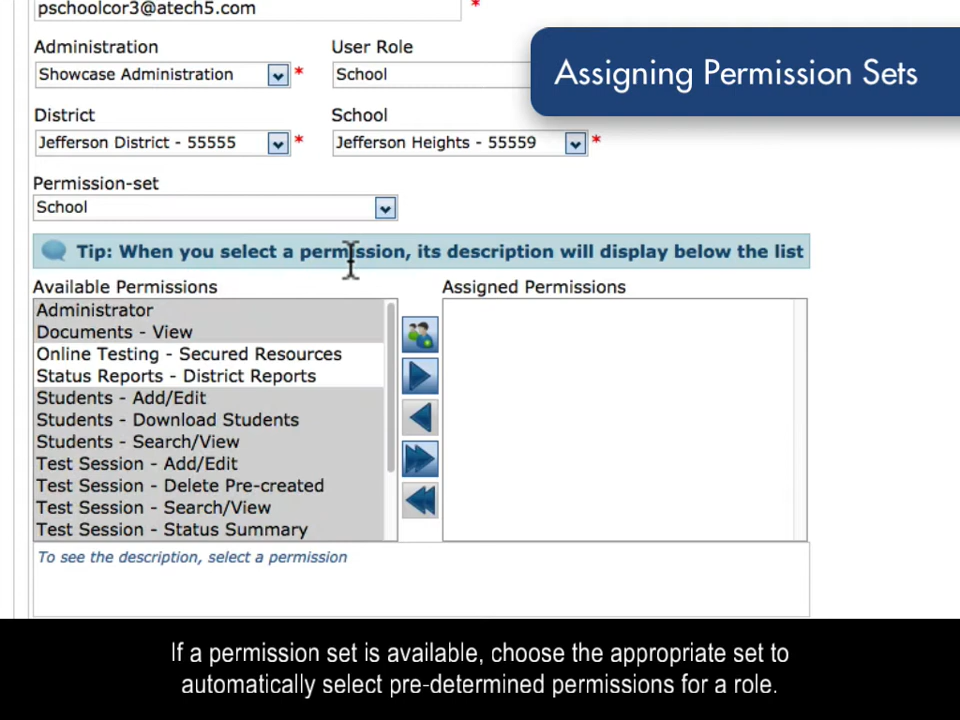 pschoolcor3@atech5.com *
Administration
User Role
Showcase Administration *
School
Assigning Permission Sets
District
School
Jefferson District - 55555 *
Jefferson Heights - 55559 *
Permission-set
School
Tip: When you select a permission, its description will display below the list
Available Permissions
Assigned Permissions
Administrator
Documents - View
Online Testing - Secured Resources
Status Reports - District Reports
Students - Add/Edit
Students - Download Students
Students - Search/View
Test Session - Add/Edit
Test Session - Delete Pre-created
Test Session - Search/View
Test Session - Status Summary
To see the description, select a permission
If a permission set is available, choose the appropriate set to
automatically select pre-determined permissions for a role.